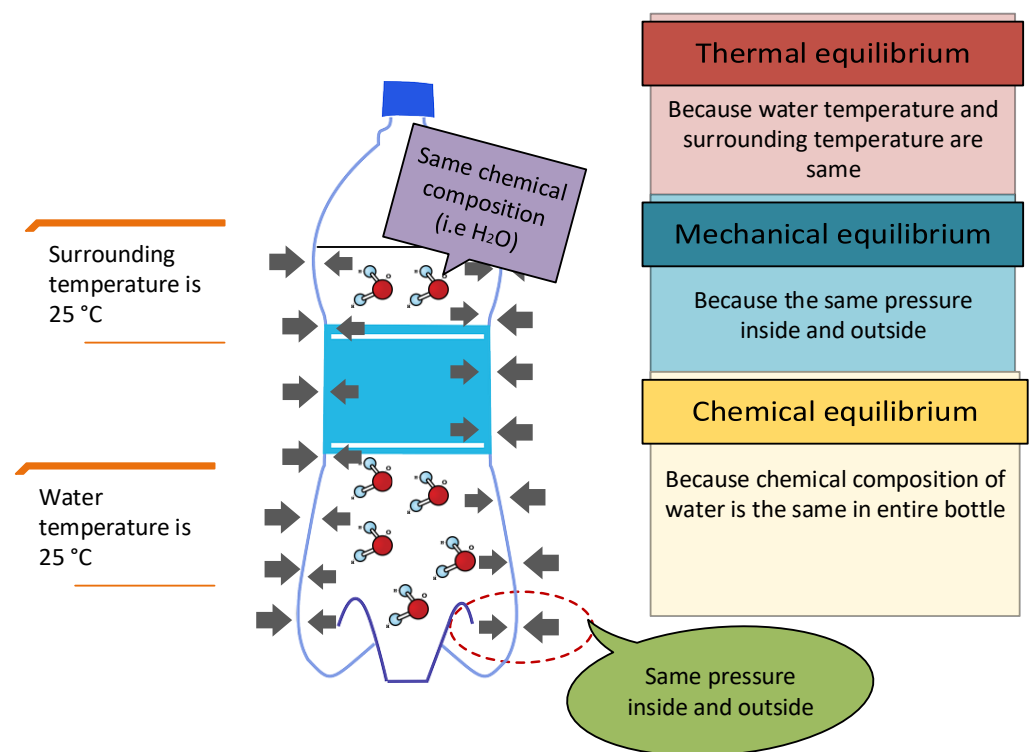 Thermal equilibrium
Because water temperature and
surrounding temperature are
same
Same chemical
composition
(i.e H₂O)
Mechanical equilibrium
Surrounding
temperature is
25 °C
Because the same pressure
inside and outside
Chemical equilibrium
Because chemical composition of
water is the same in entire bottle
Water
temperature is
25 °C
Same pressure
inside and outside